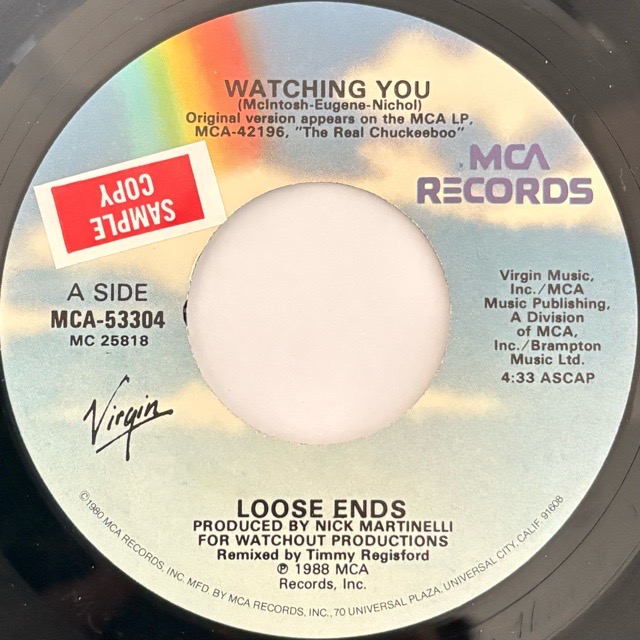 WATCHING YOU
(McIntosh-Eugene-Nichol)
Original version appears on the MCA LP,
MCA-42196, "The Real Chuckeeboo"
MCA
RECORDS
SAMPLE
COPY
A SIDE
MCA-53304
MC 25818
Virgin Music,
Inc./MCA
Music Publishing,
A Division
of MCA,
Inc./Brampton
Music Ltd.
4:33 ASCAP
Virgin
LOOSE ENDS
PRODUCED BY NICK MARTINELLI
FOR WATCHOUT PRODUCTIONS
Remixed by Timmy Regisford
℗ 1988 MCA
Records, Inc.
©1980 MCA RECORDS, INC. MFD. BY MCA RECORDS, INC., 70 UNIVERSAL PLAZA, UNIVERSAL CITY, CALIF. 91608